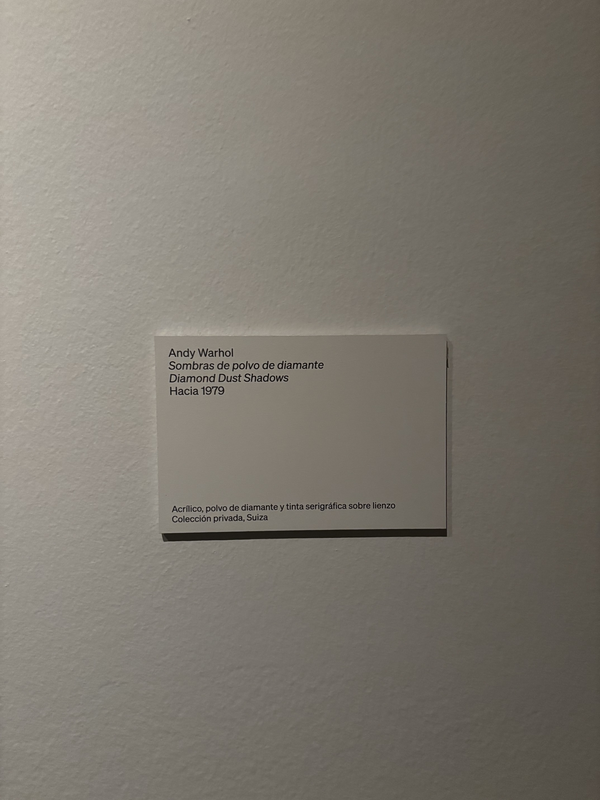 Andy Warhol
Sombras de polvo de diamante
Diamond Dust Shadows
Hacia 1979
Acrílico, polvo de diamante y tinta serigráfica sobre lienzo
Colección privada, Suiza